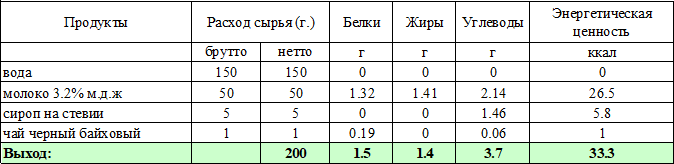 Продукты Расход сырья (г.) Белки Жиры Углеводы Энергетическая ценность
брутто нетто г г г ккал
вода 150 150 0 0 0 0
молоко 3.2% м.д.ж 50 50 1.32 1.41 2.14 26.5
сироп на стевии 5 5 0 0 1.46 5.8
чай черный байховый 1 1 0.19 0 0.06 1
Выход: 200 1.5 1.4 3.7 33.3